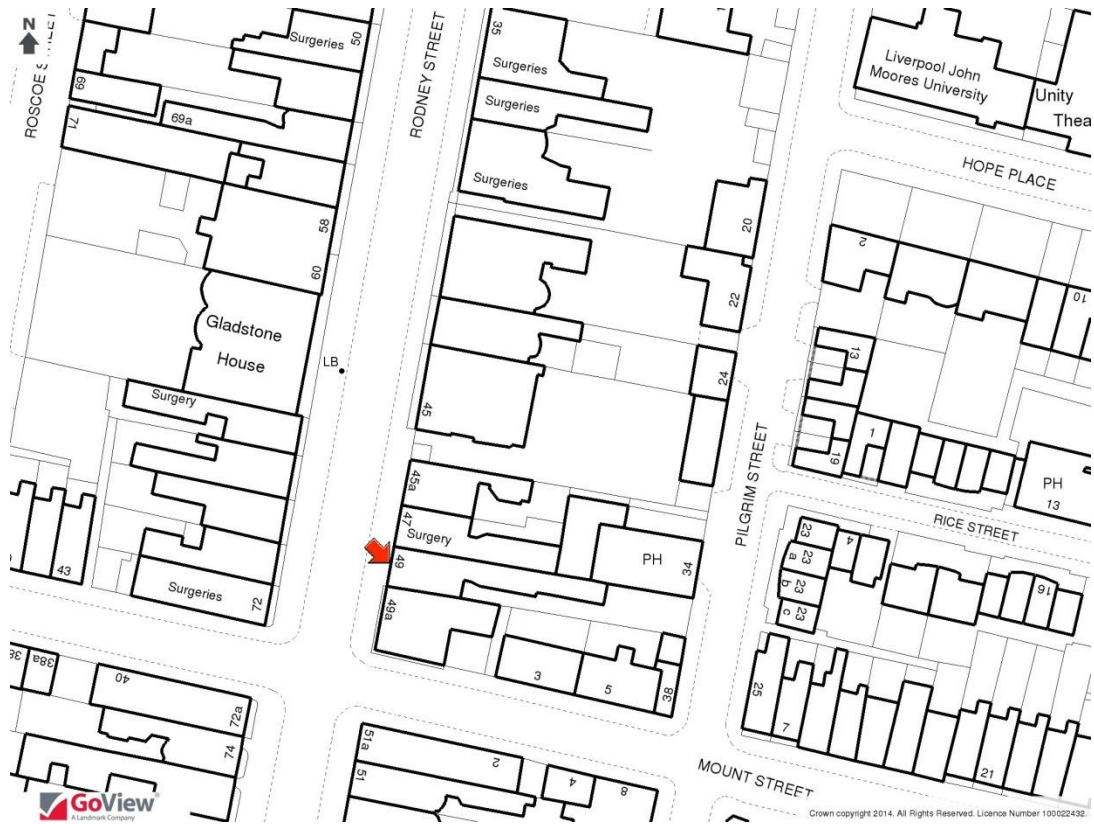 N
ROSCOE STREET
RODNEY STREET
50
Surgeries
35
Surgeries
Surgeries
Surgeries
69
69a
71
Liverpool John
Moores University
Unity
Thea
HOPE PLACE
58
60
20
22
2
10
Gladstone
House
LB
Surgery
45
24
13
19
1
PILGRIM STREET
PH
13
RICE STREET
45a
47
Surgery
49
49a
PH
34
23
23
a
23
b
23
c
4
16
43
Surgeries
72
3
5
38
25
7
21
38a
40
72a
74
51a
51
2
4
8
MOUNT STREET
GoView
A Landmark Company
Crown copyright 2014. All Rights Reserved. Licence Number 100022432.